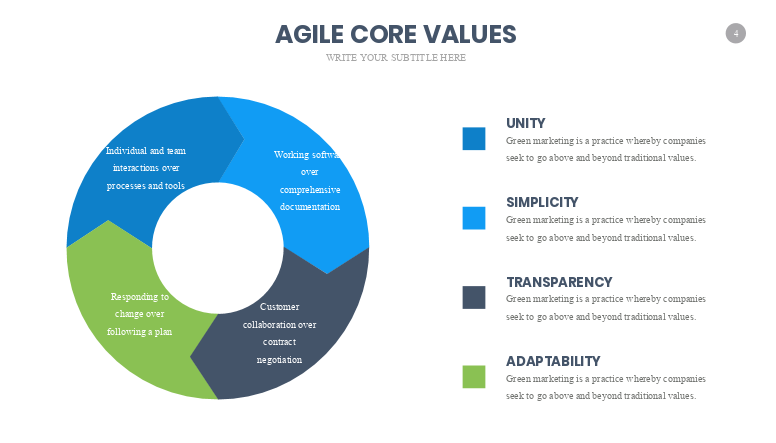 AGILE CORE VALUES
WRITE YOUR SUBTITLE HERE
4
Individual and team
interactions over
processes and tools
Working softwa
over
comprehensive
documentation
Responding to
change over
following a plan
Customer
collaboration over
contract
negotiation
UNITY
Green marketing is a practice whereby companies
seek to go above and beyond traditional values.
SIMPLICITY
Green marketing is a practice whereby companies
seek to go above and beyond traditional values.
TRANSPARENCY
Green marketing is a practice whereby companies
seek to go above and beyond traditional values.
ADAPTABILITY
Green marketing is a practice whereby companies
seek to go above and beyond traditional values.